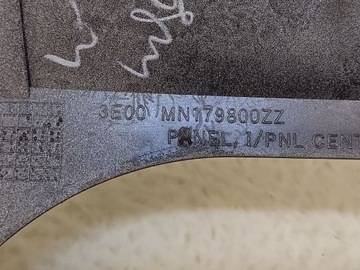 3E00 MN179800ZZ
PANEL, I/PNL CENT